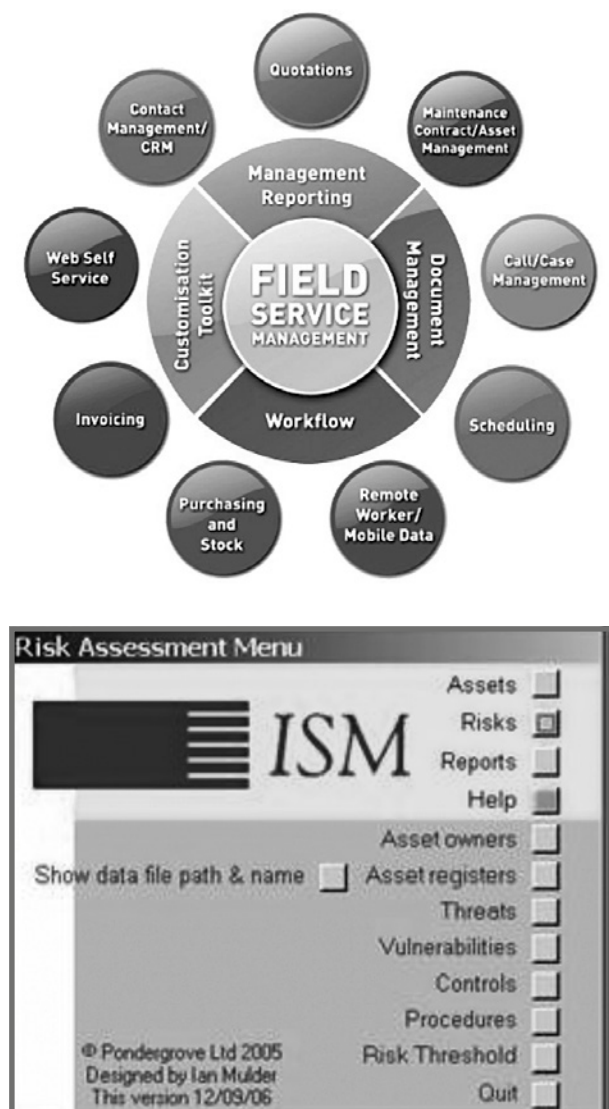 Quotations
Contact
Management/
CRM
Maintenance
Contract/Asset
Management
Management
Reporting
Web Self
Service
Customisation
Toolkit
FIELD
SERVICE
MANAGEMENT
Document
Management
Call/Case
Management
Invoicing
Workflow
Scheduling
Purchasing
and
Stock
Remote
Worker/
Mobile Data
Risk Assessment Menu
ISM
Assets
Risks
Reports
Help
Asset owners
Show data file path & name
Asset registers
Threats
Vulnerabilities
Controls
Procedures
© Pondergrove Ltd 2005
Designed by Ian Mulder
This version 12/09/06
Risk Threshold
Quit